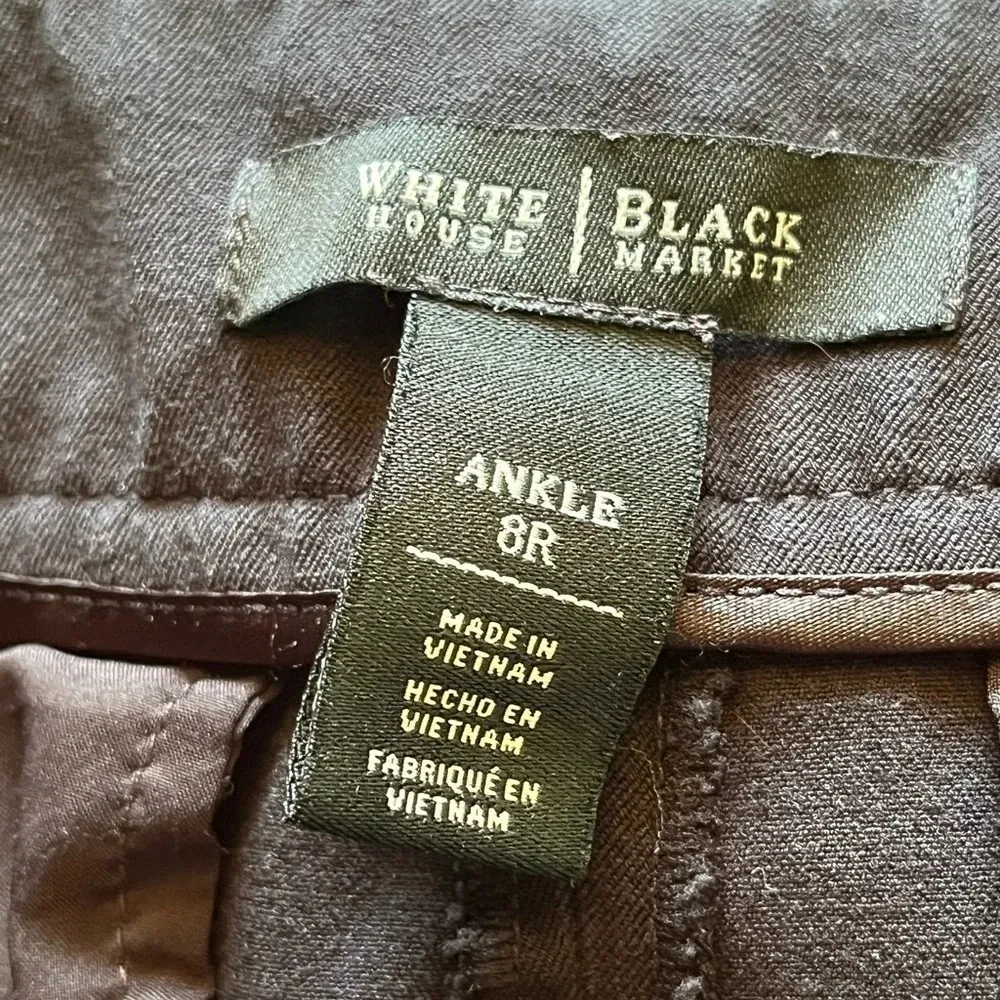 WHITE HOUSE | BLACK MARKET
ANKLE
8R
MADE IN
VIETNAM
HECHO EN
VIETNAM
FABRIQUÉ EN
VIETNAM